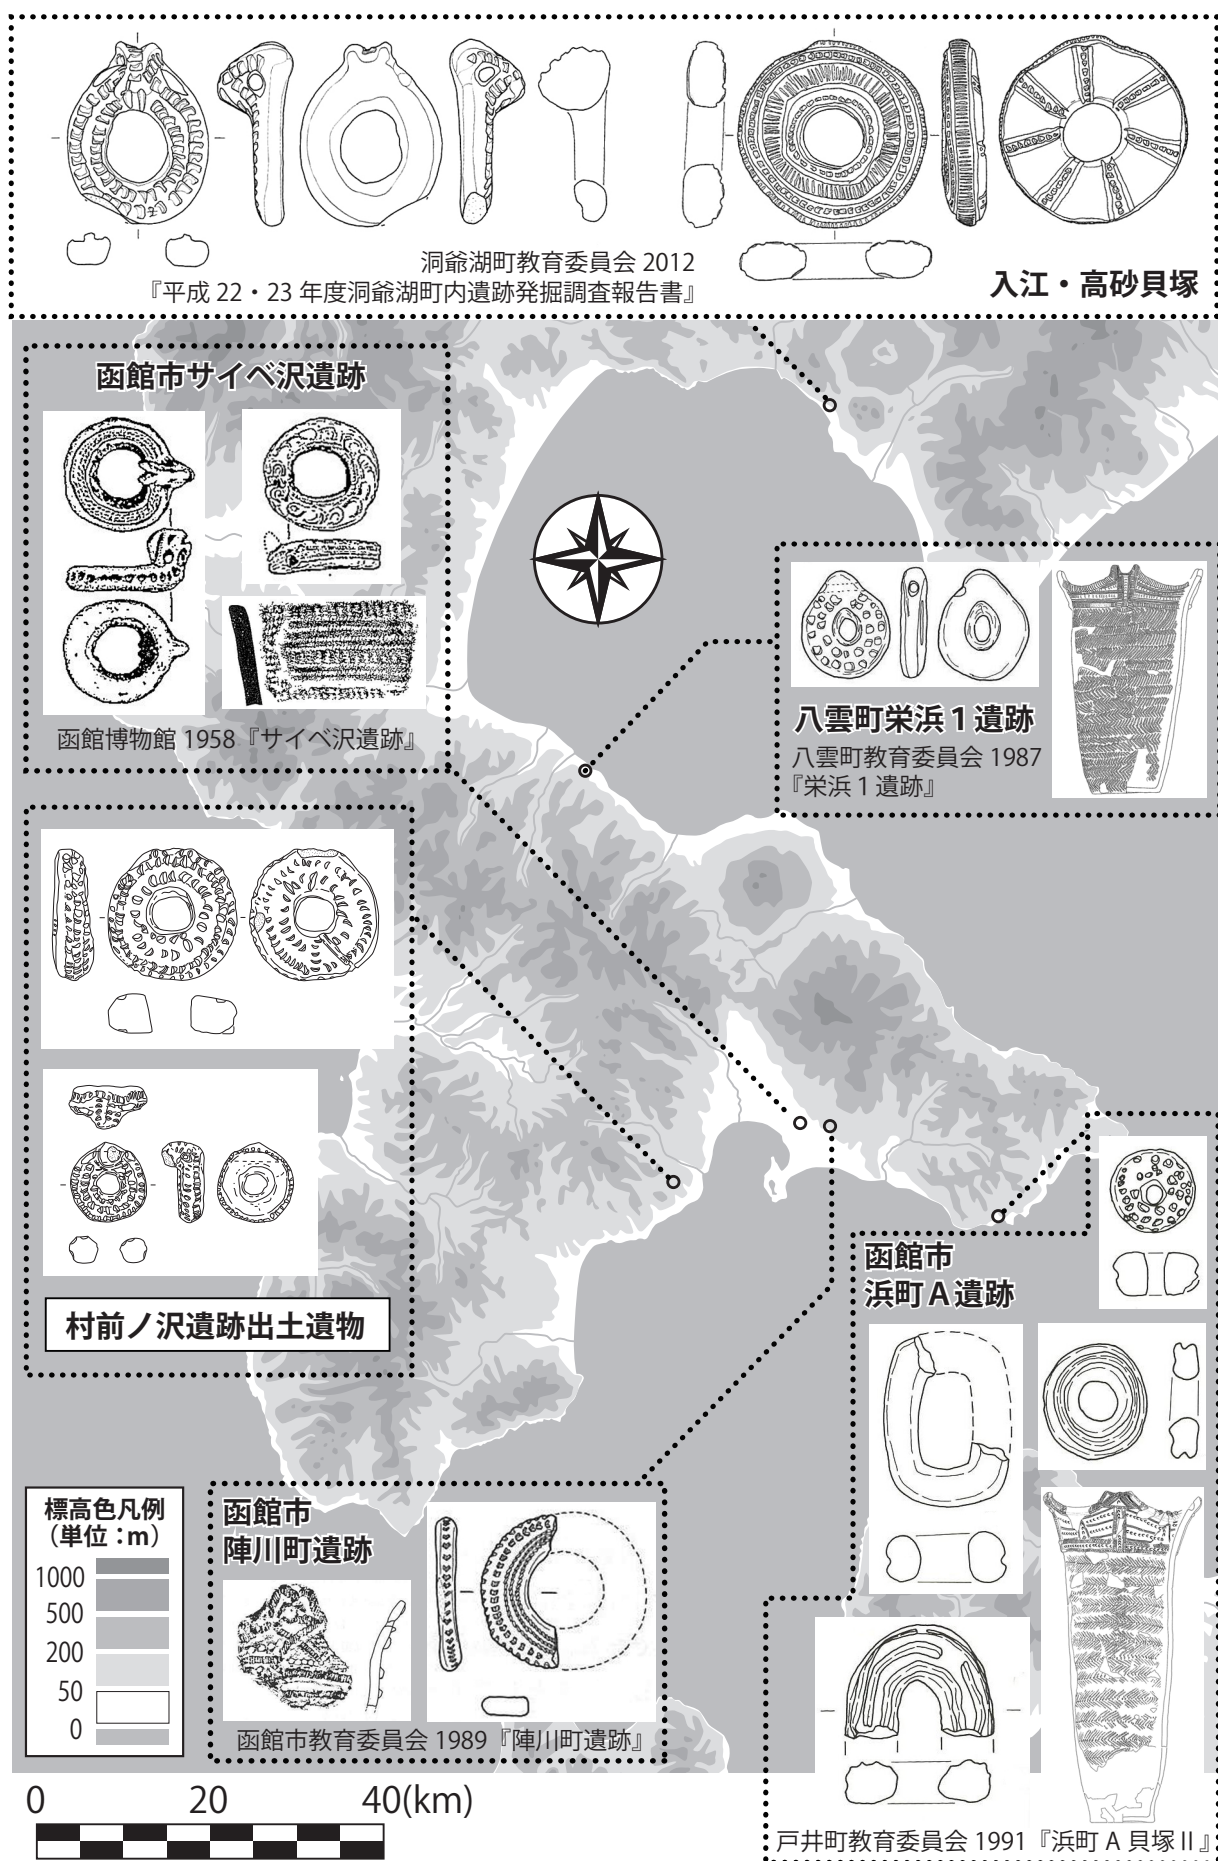 洞爺湖町教育委員会 2012
『平成 22・23 年度洞爺湖町内遺跡発掘調査報告書』
入江・高砂貝塚
函館市サイベ沢遺跡
函館博物館 1958『サイベ沢遺跡』
八雲町栄浜１遺跡
八雲町教育委員会 1987
『栄浜１遺跡』
村前ノ沢遺跡出土遺物
函館市
浜町Ａ遺跡
戸井町教育委員会 1991『浜町 A 貝塚Ⅱ』
函館市
陣川町遺跡
函館市教育委員会 1989『陣川町遺跡』
標高色凡例
（単位：m）
1000
500
200
50
0
0 20 40(km)